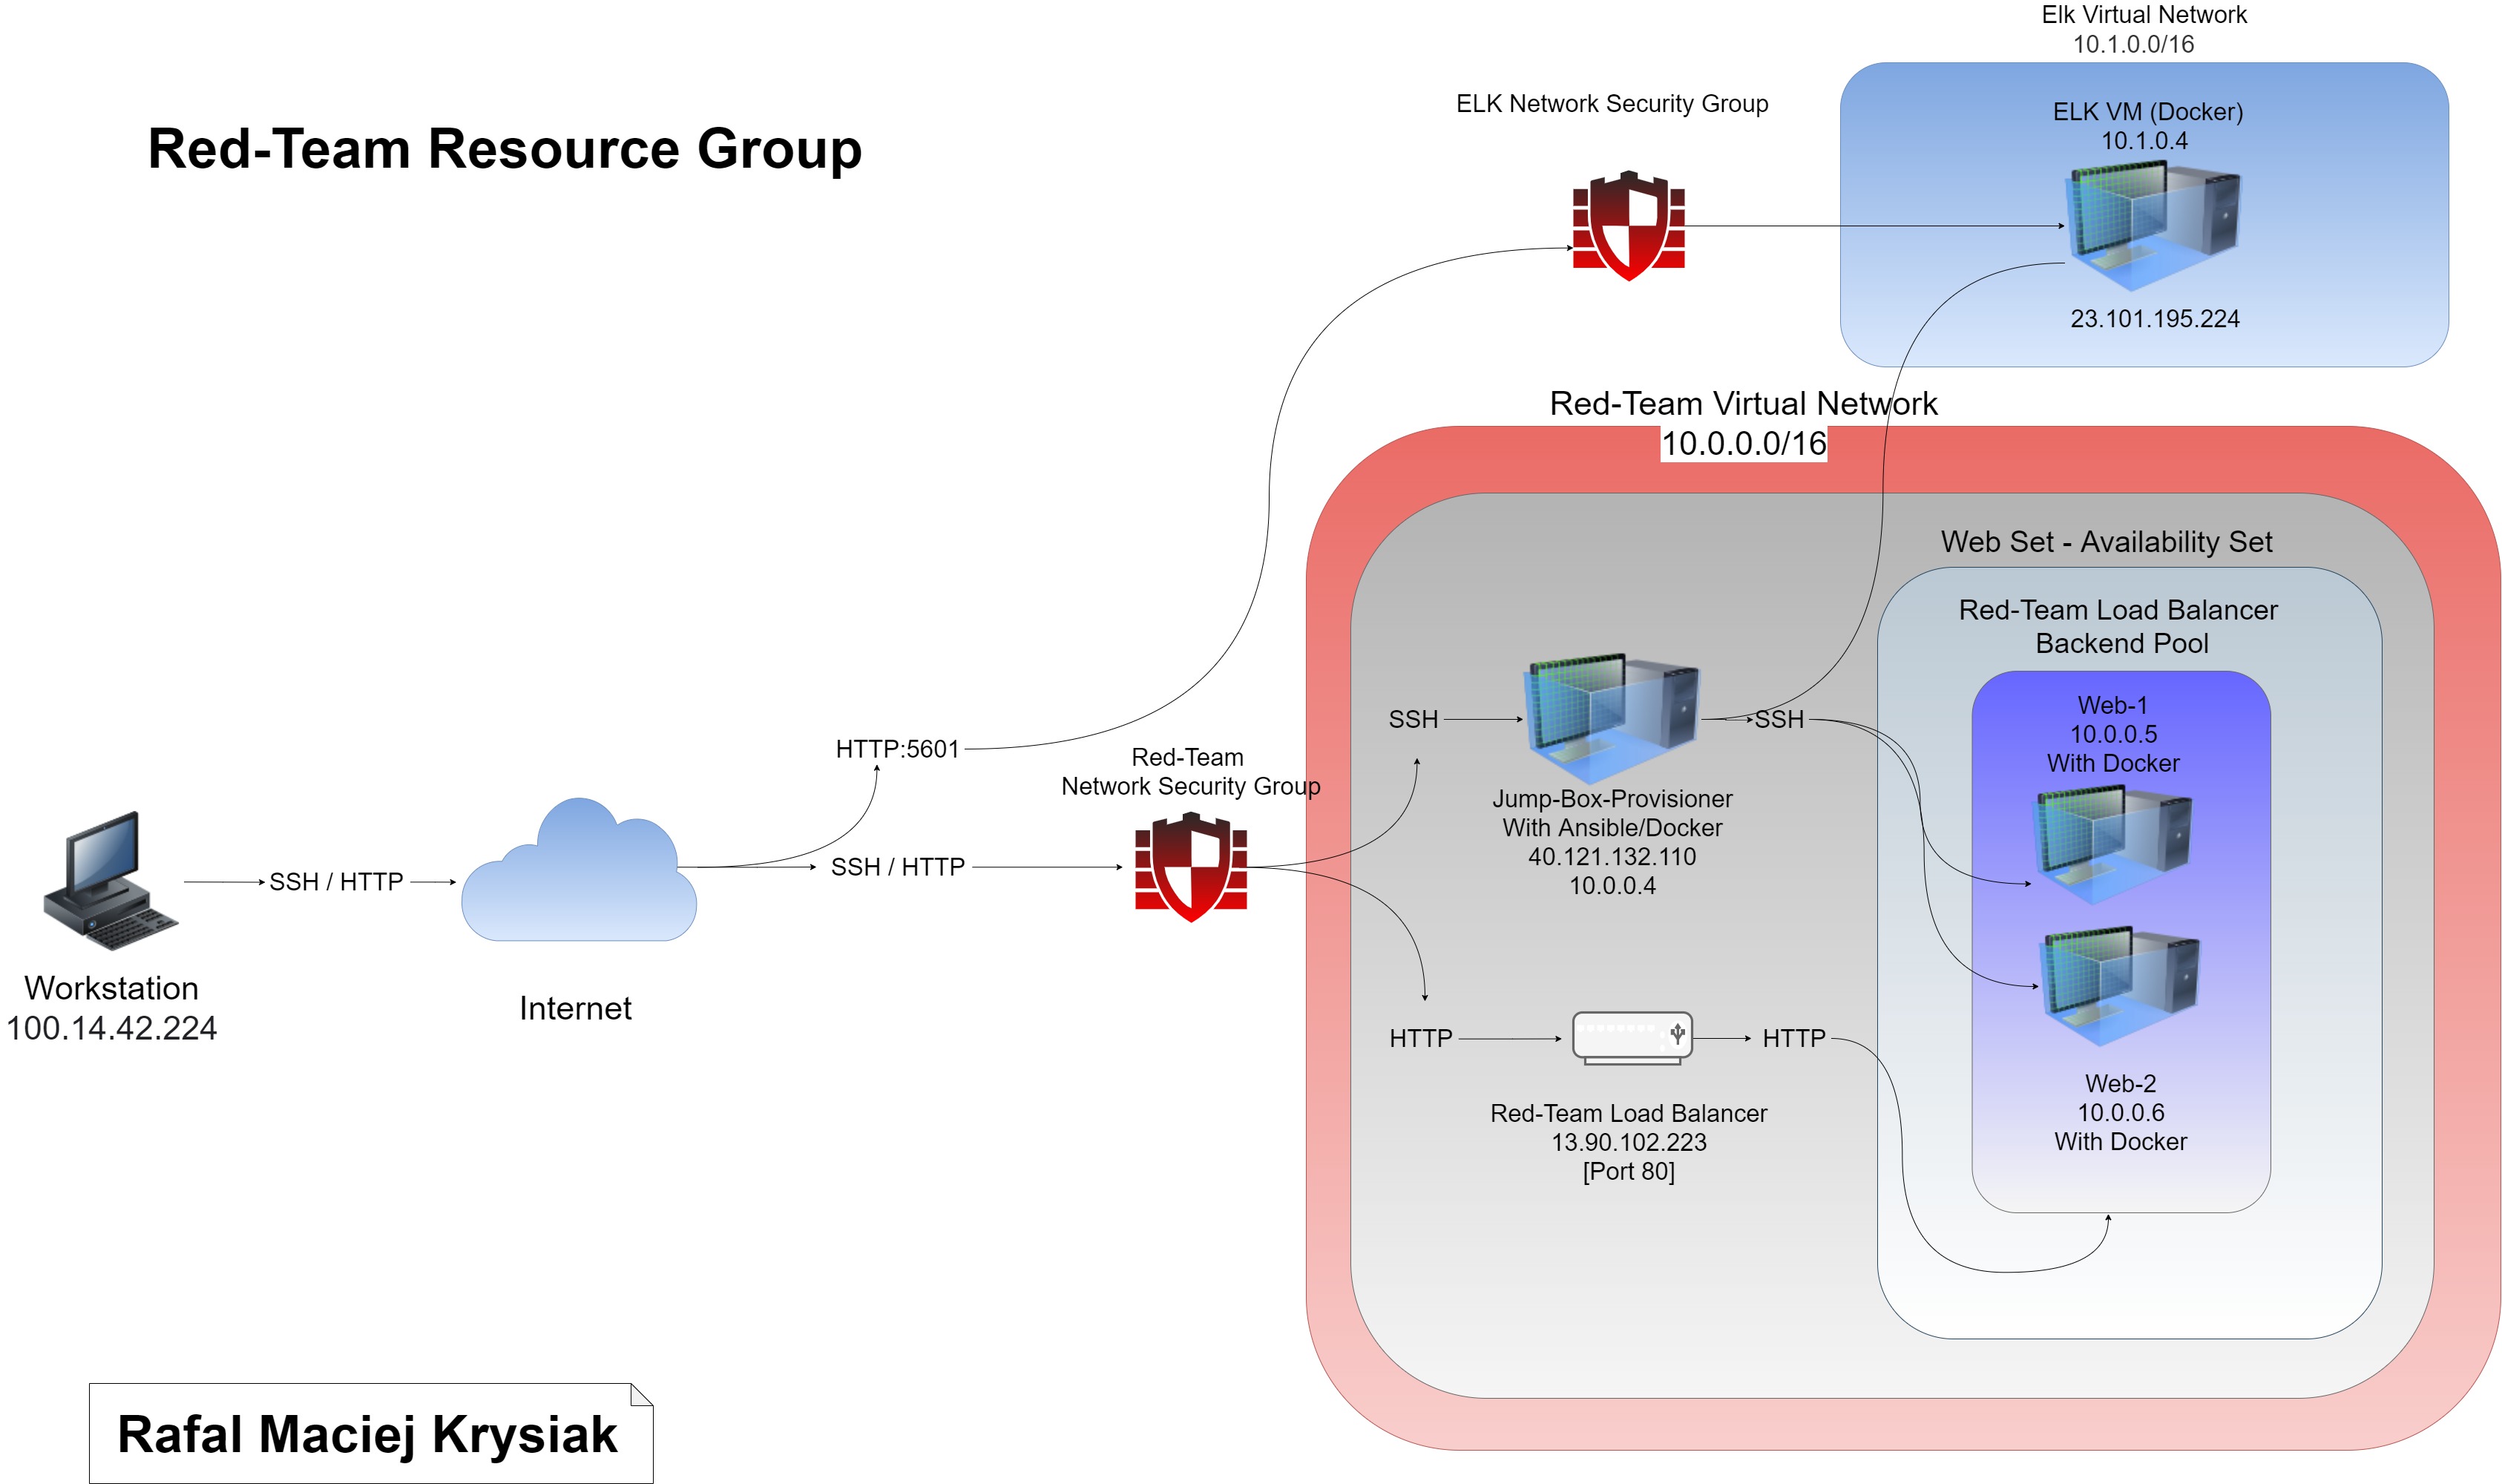 Elk Virtual Network
10.1.0.0/16
Red-Team Resource Group
ELK Network Security Group
ELK VM (Docker)
10.1.0.4
23.101.195.224
Red-Team Virtual Network
10.0.0.0/16
Web Set - Availability Set
Red-Team Load Balancer
Backend Pool
Web-1
10.0.0.5
With Docker
SSH
SSH
HTTP:5601
Red-Team
Network Security Group
Jump-Box-Provisioner
With Ansible/Docker
40.121.132.110
10.0.0.4
SSH / HTTP
SSH / HTTP
Workstation
100.14.42.224
Internet
HTTP
HTTP
Red-Team Load Balancer
13.90.102.223
[Port 80]
Web-2
10.0.0.6
With Docker
Rafal Maciej Krysiak